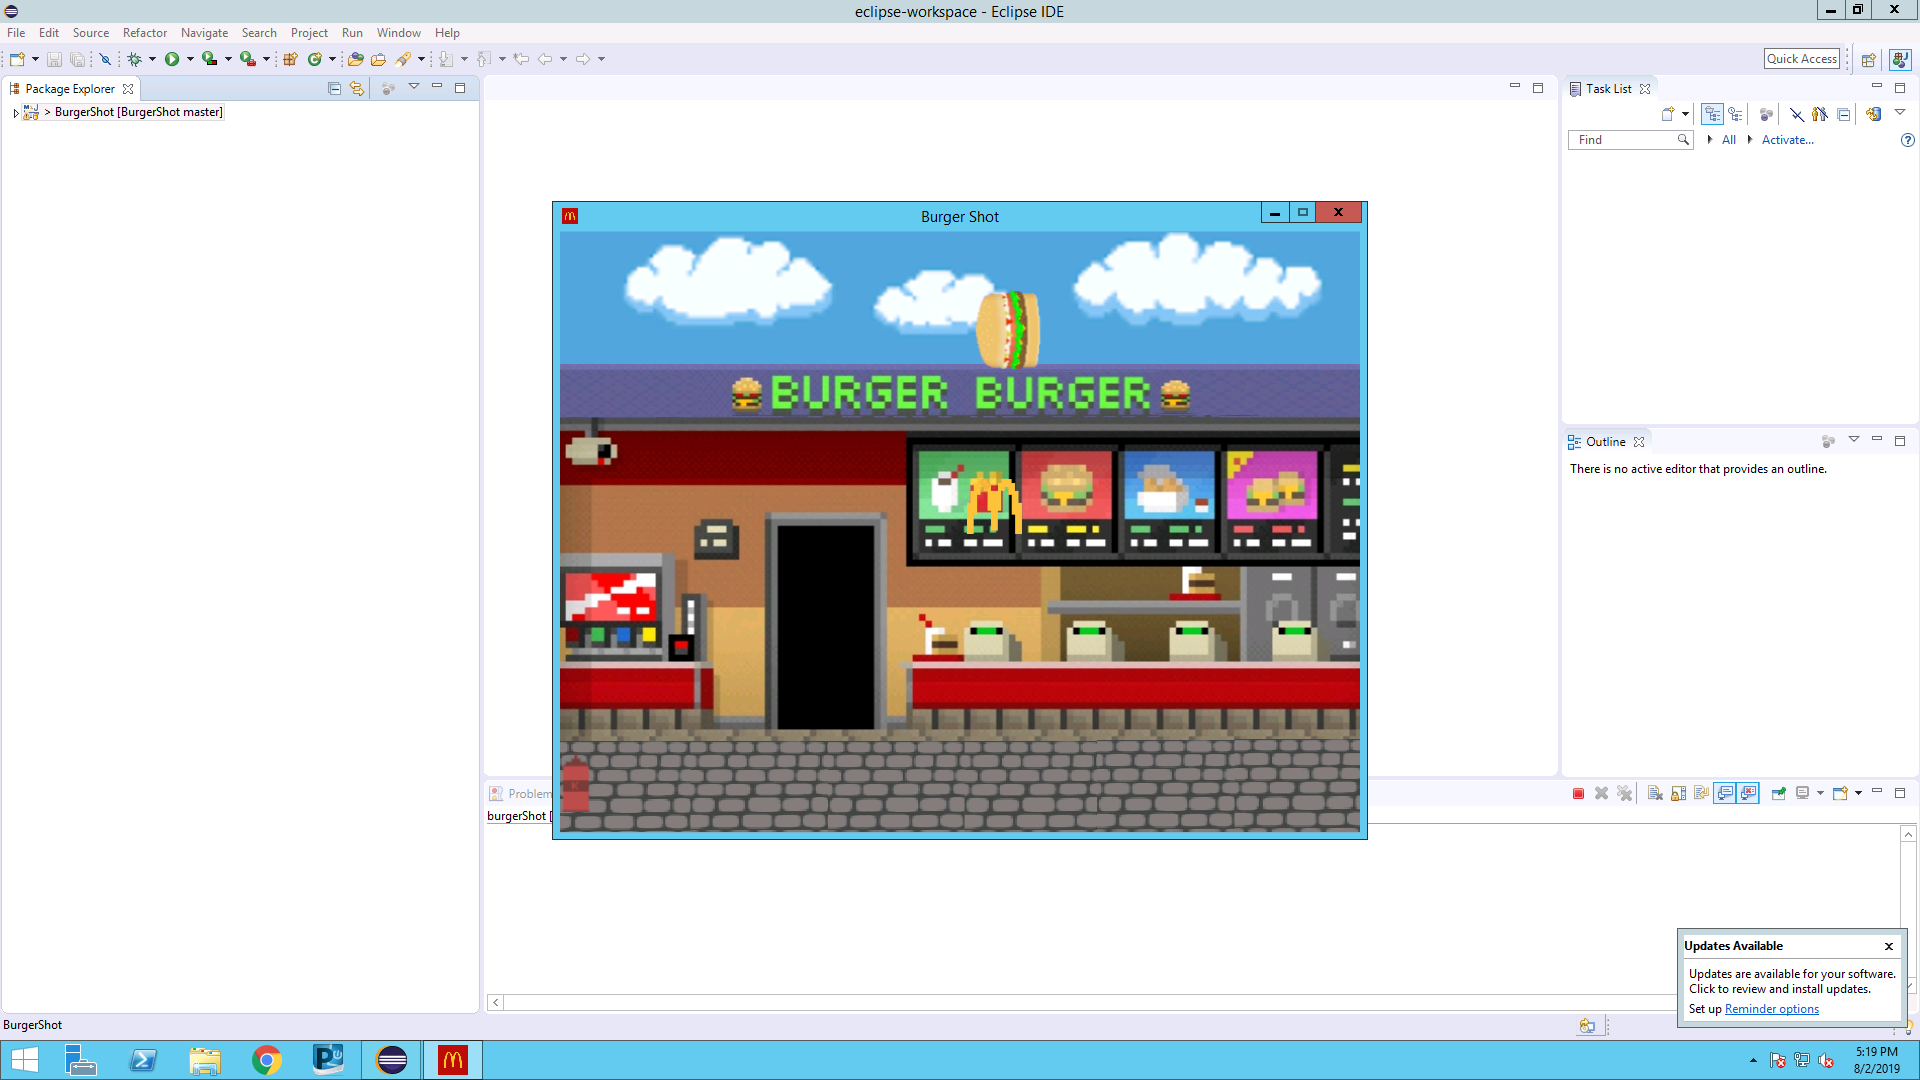 eclipse-workspace - Eclipse IDE
File Edit Source Refactor Navigate Search Project Run Window Help
Quick Access
Package Explorer
> BurgerShot [BurgerShot master]
Task List
Find
All
Activate...
Burger Shot
BURGER BURGER
Outline
There is no active editor that provides an outline.
Problem
burgerShot [
Updates Available
Updates are available for your software.
Click to review and install updates.
Set up Reminder options
BurgerShot
5:19 PM
8/2/2019